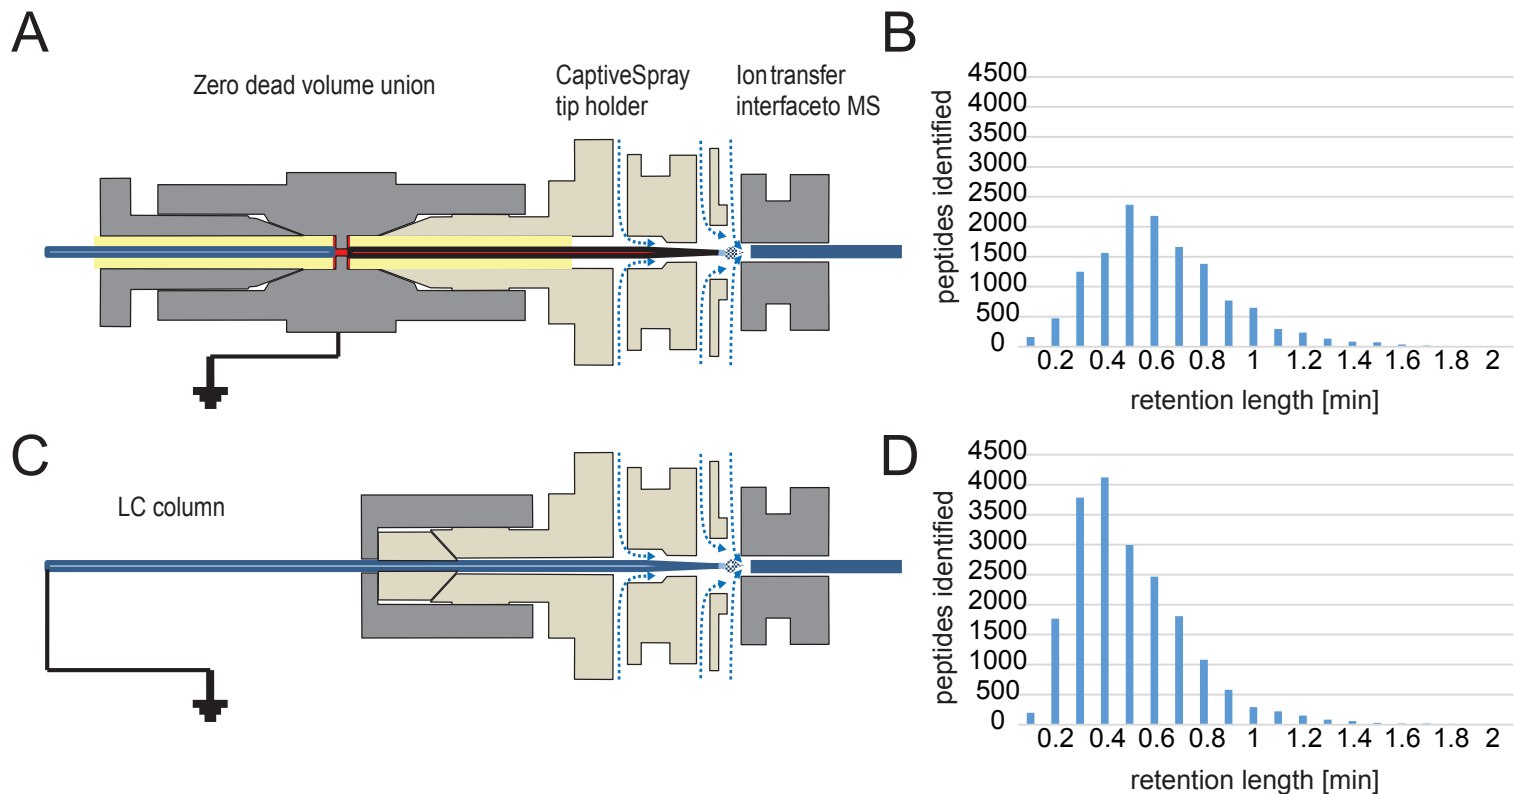 A
Zero dead volume union
CaptiveSpray
tip holder
Ion transfer
interfaceto MS
B
peptides identified
4500
4000
3500
3000
2500
2000
1500
1000
500
0
0.2 0.4 0.6 0.8 1 1.2 1.4 1.6 1.8 2
retention length [min]
C
LC column
D
peptides identified
4500
4000
3500
3000
2500
2000
1500
1000
500
0
0.2 0.4 0.6 0.8 1 1.2 1.4 1.6 1.8 2
retention length [min]